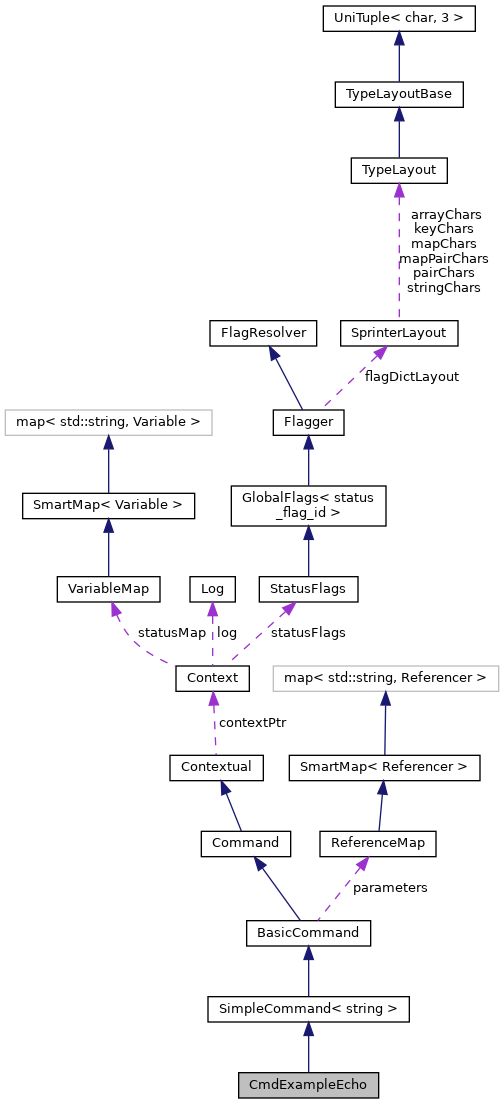 UniTuple< char, 3 >
TypeLayoutBase
TypeLayout
arrayChars
keyChars
mapChars
mapPairChars
pairChars
stringChars
FlagResolver
SprinterLayout
flagDictLayout
map< std::string, Variable >
Flagger
SmartMap< Variable >
GlobalFlags< status
_flag_id >
VariableMap
Log
StatusFlags
statusMap
log
statusFlags
Context
map< std::string, Referencer >
contextPtr
Contextual
SmartMap< Referencer >
Command
ReferenceMap
parameters
BasicCommand
SimpleCommand< string >
CmdExampleEcho